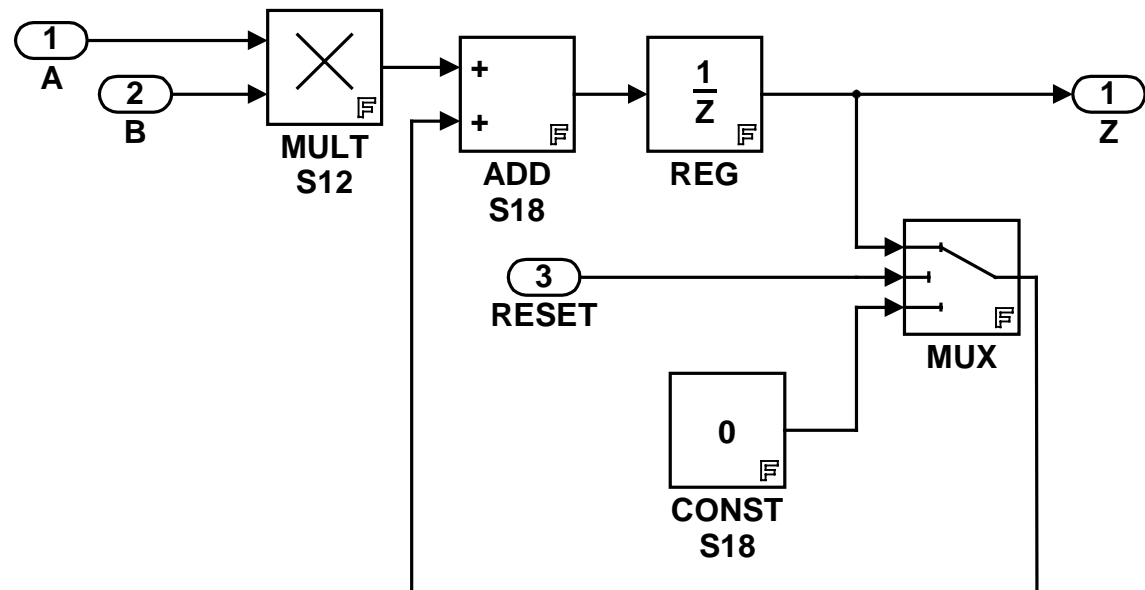 1
A
2
B
MULT
S12
+
+
F
ADD
S18
1
Z
F
REG
1
Z
F
3
RESET
F
MUX
0
F
CONST
S18